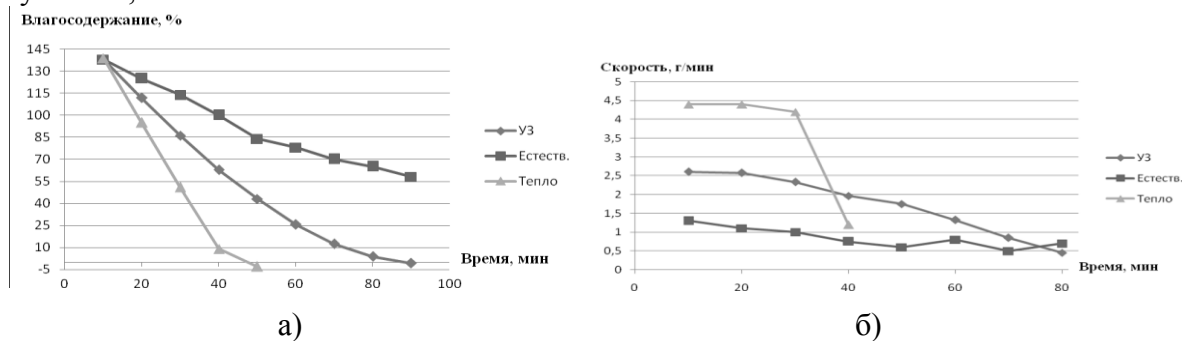 Влагосодержание, %
145
130
115
100
85
70
55
40
25
10
-5
0 20 40 60 80 100
Время, мин
УЗ
Естеств.
Тепло
а)
Скорость, г/мин
5
4,5
4
3,5
3
2,5
2
1,5
1
0,5
0
0 20 40 60 80
Время, мин
УЗ
Естеств.
Тепло
б)